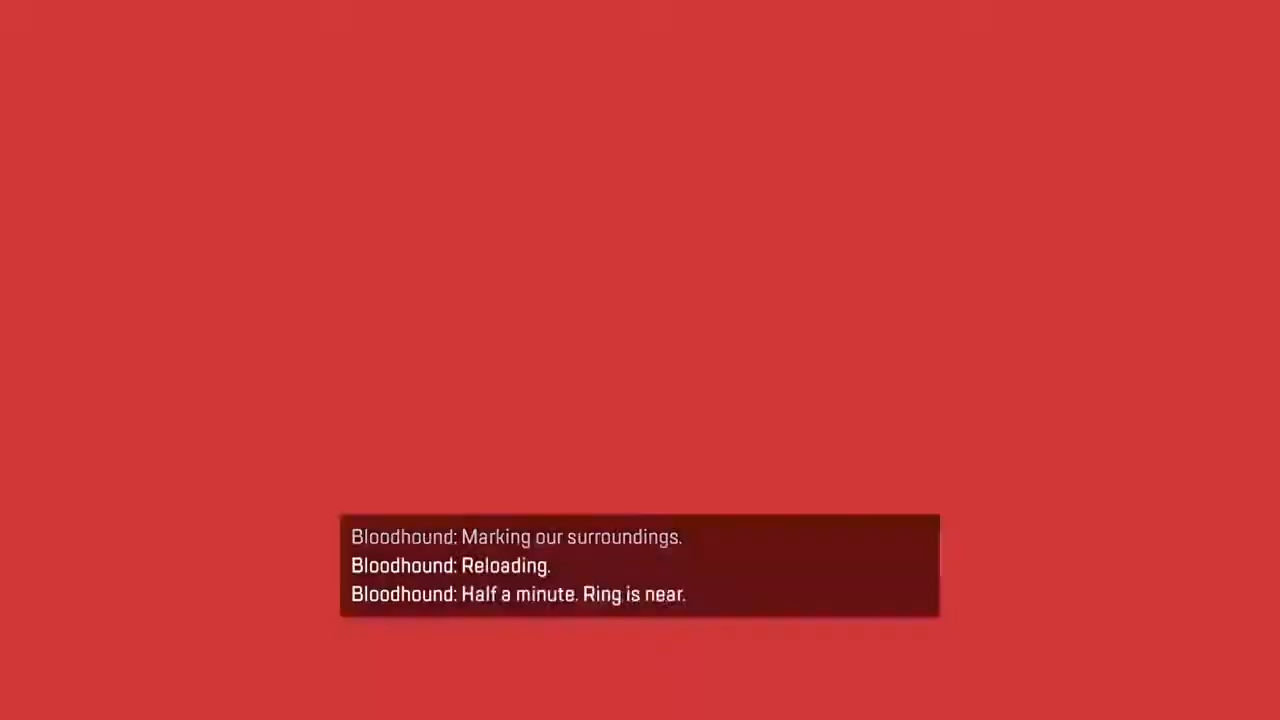 Bloodhound: Marking our surroundings.
Bloodhound: Reloading.
Bloodhound: Half a minute. Ring is near.